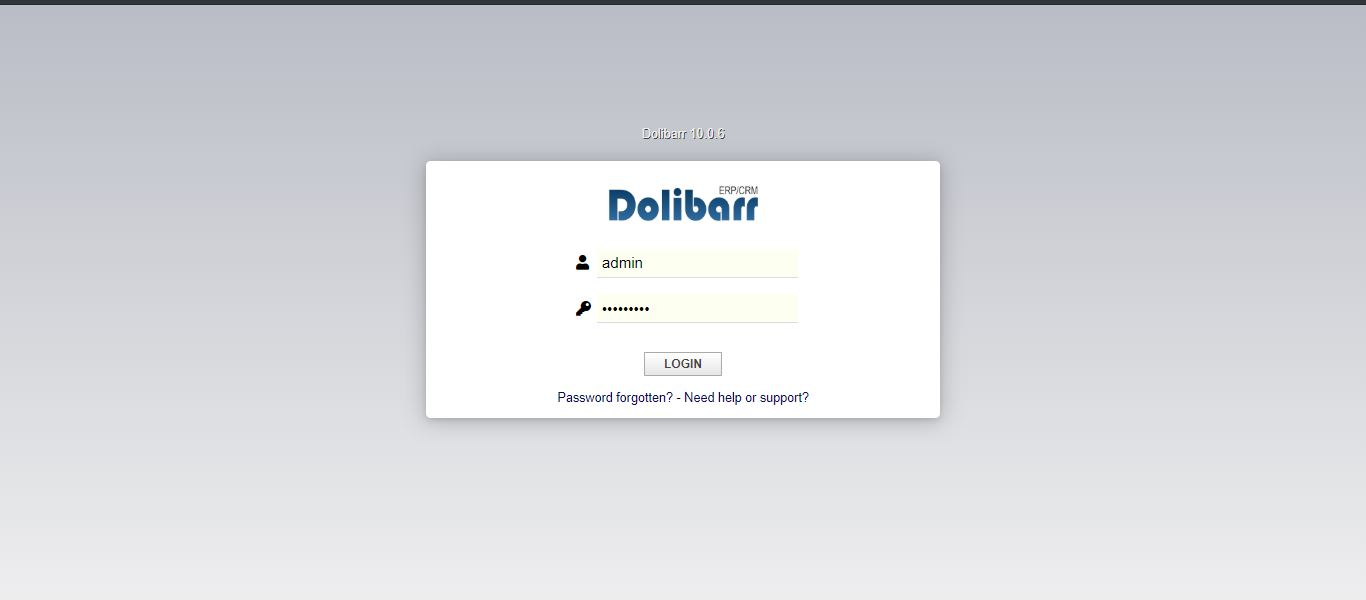 Dolibarr 10.0.6
ERP/CRM
Dolibarr
admin
•••••••••
LOGIN
Password forgotten? - Need help or support?